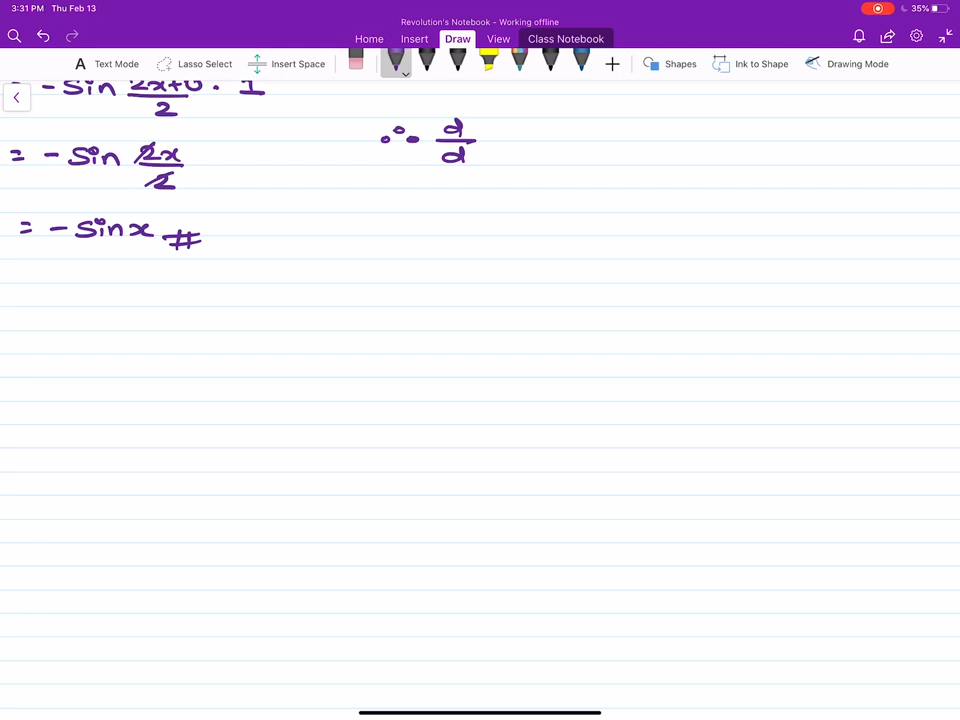 3:31 PM Thu Feb 13 35%
Revolution's Notebook - Working offline
Home Insert Draw View Class Notebook
A Text Mode Lasso Select Insert Space Shapes Ink to Shape Drawing Mode
= - Sin (2x+0)/2 · 1
= - Sin 2x/2
= - Sin x #
∴ d/d